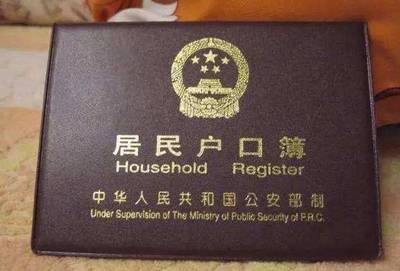 居民户口簿
Household Register
中华人民共和国公安部制
Under Supervision of The Ministry of Public Security of P.R.C.